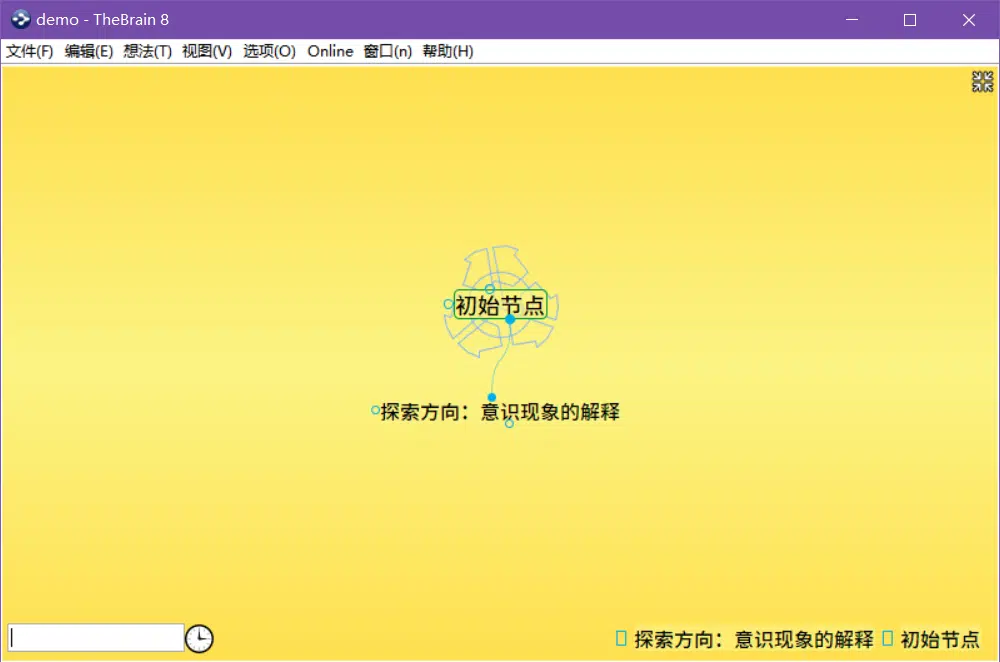 demo - TheBrain 8
文件(F) 编辑(E) 想法(T) 视图(V) 选项(O) Online 窗口(n) 帮助(H)
初始节点
探索方向：意识现象的解释
探索方向：意识现象的解释 初始节点